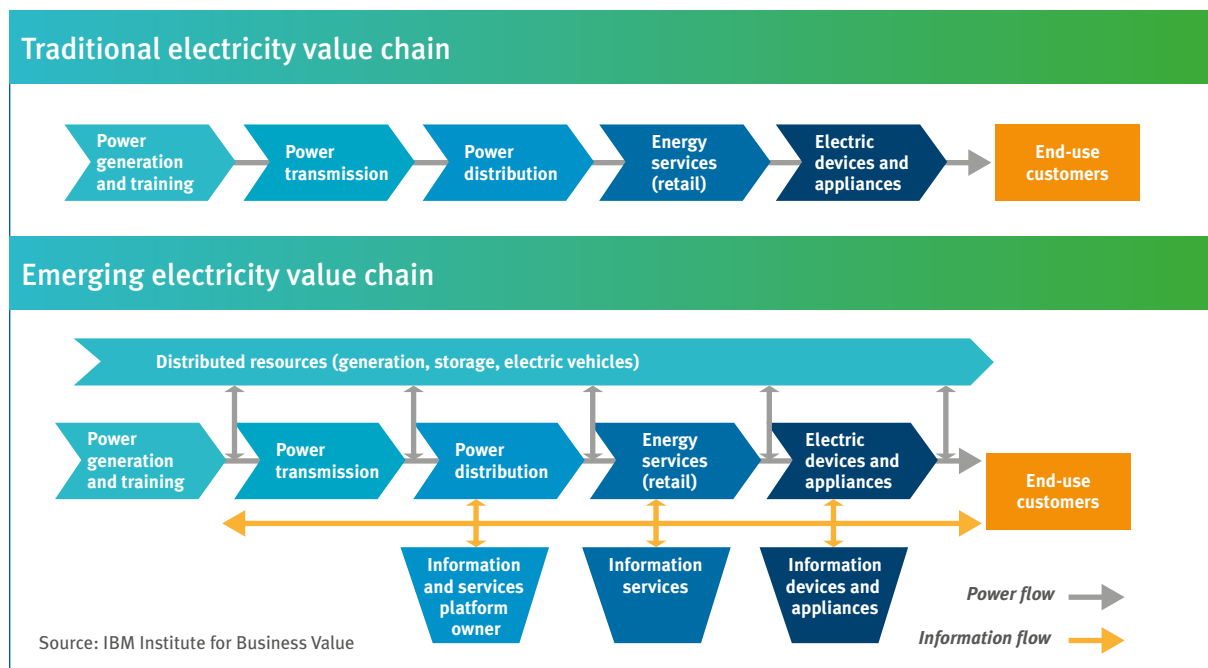 Traditional electricity value chain
Power
generation
and training
Power
transmission
Power
distribution
Energy
services
(retail)
Electric
devices and
appliances
End-use
customers
Emerging electricity value chain
Distributed resources (generation, storage, electric vehicles)
Power
generation
and training
Power
transmission
Power
distribution
Energy
services
(retail)
Electric
devices and
appliances
End-use
customers
Information
and services
platform
owner
Information
services
Information
devices and
appliances
Power flow
Information flow
Source: IBM Institute for Business Value